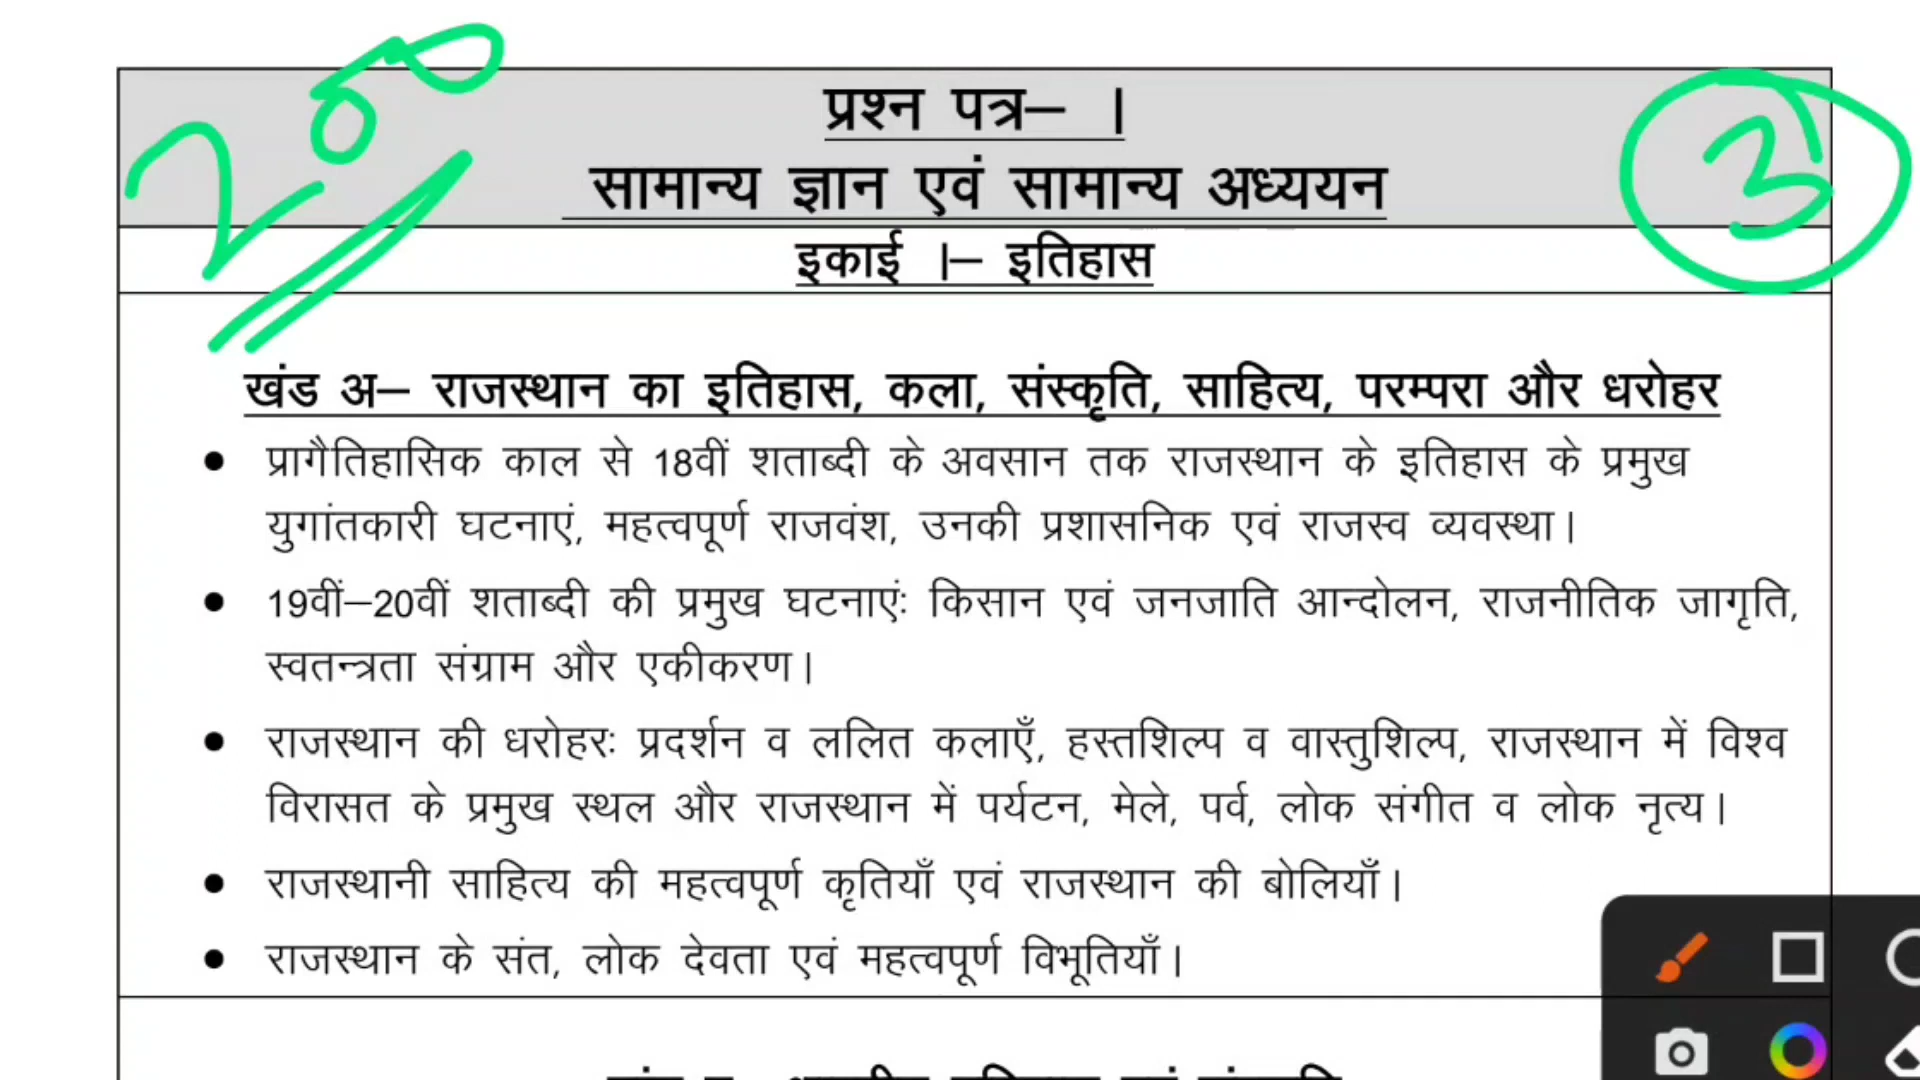 200
3
प्रश्न पत्र– I
सामान्य ज्ञान एवं सामान्य अध्ययन
इकाई I– इतिहास
खंड अ– राजस्थान का इतिहास, कला, संस्कृति, साहित्य, परम्परा और धरोहर
● प्रागैतिहासिक काल से 18वीं शताब्दी के अवसान तक राजस्थान के इतिहास के प्रमुख
युगांतकारी घटनाएं, महत्वपूर्ण राजवंश, उनकी प्रशासनिक एवं राजस्व व्यवस्था।
● 19वीं–20वीं शताब्दी की प्रमुख घटनाएंः किसान एवं जनजाति आन्दोलन, राजनीतिक जागृति,
स्वतन्त्रता संग्राम और एकीकरण।
● राजस्थान की धरोहरः प्रदर्शन व ललित कलाएँ, हस्तशिल्प व वास्तुशिल्प, राजस्थान में विश्व
विरासत के प्रमुख स्थल और राजस्थान में पर्यटन, मेले, पर्व, लोक संगीत व लोक नृत्य।
● राजस्थानी साहित्य की महत्वपूर्ण कृतियाँ एवं राजस्थान की बोलियाँ।
● राजस्थान के संत, लोक देवता एवं महत्वपूर्ण विभूतियाँ।